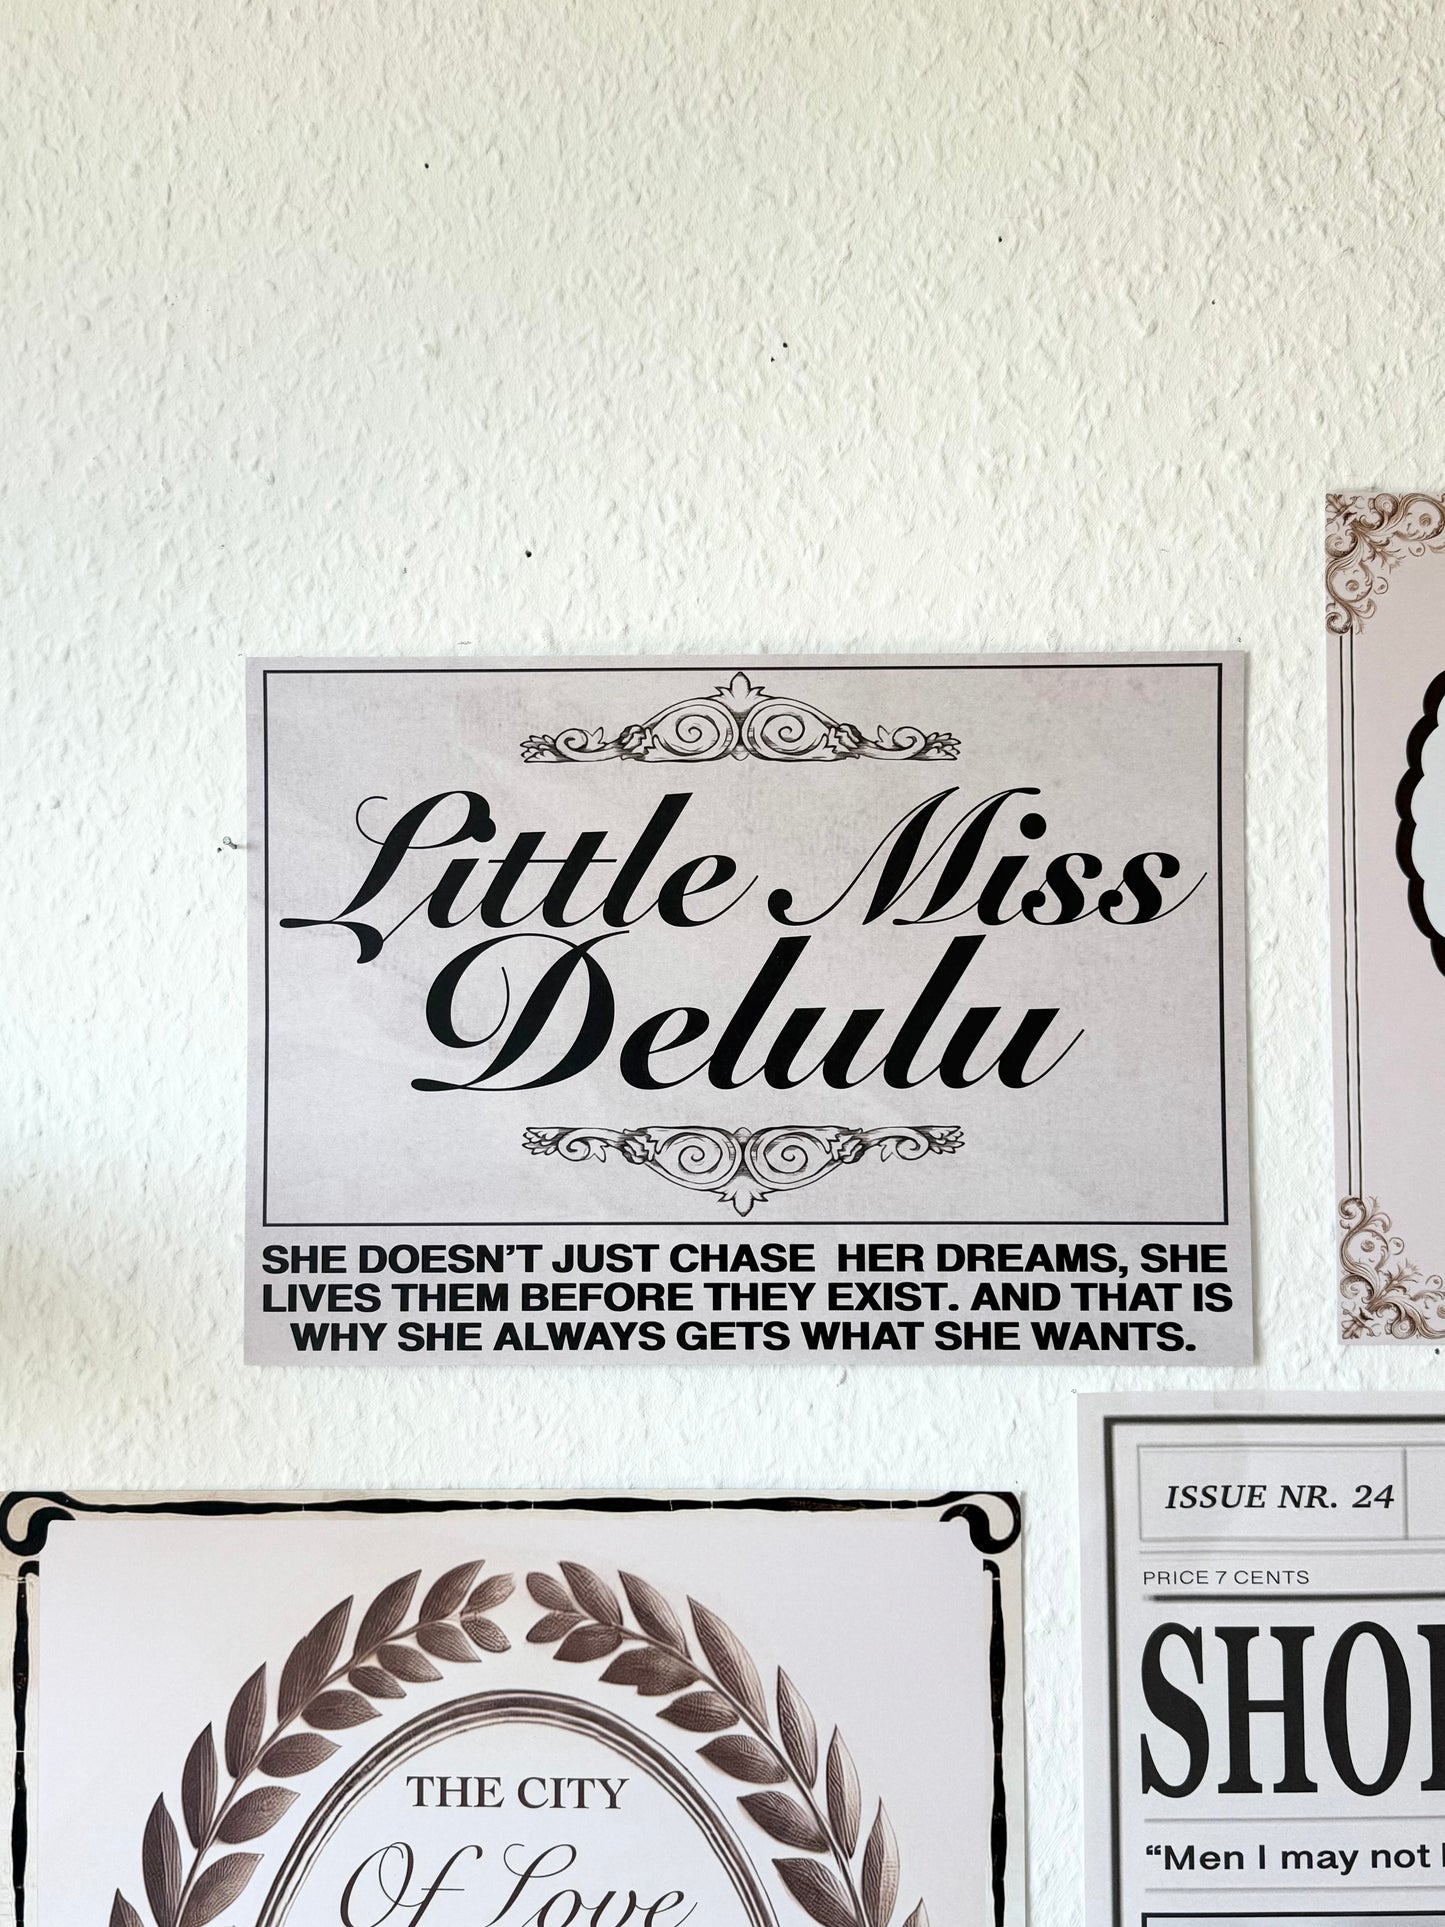 Little Miss
Delulu
SHE DOESN'T JUST CHASE  HER DREAMS, SHE
LIVES THEM BEFORE THEY EXIST. AND THAT IS
WHY SHE ALWAYS GETS WHAT SHE WANTS.
ISSUE NR. 24
PRICE 7 CENTS
“Men I may not
THE CITY
Of Love